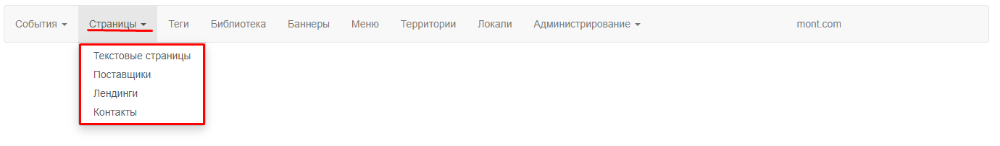 События Страницы Теги Библиотека Баннеры Меню Территории Локали Администрирование mont.com
Текстовые страницы
Поставщики
Лендинги
Контакты